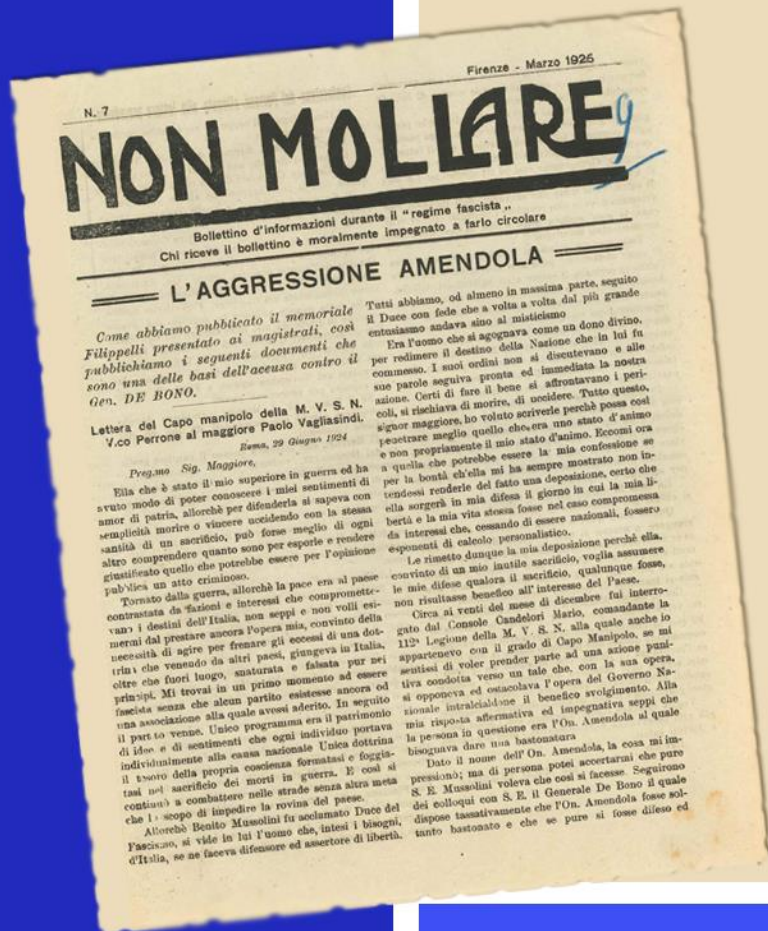 Firenze - Marzo 1925
N. 7
NON MOLLARE
9
Bollettino d'informazioni durante il "regime fascista „
Chi riceve il bollettino è moralmente impegnato a farlo circolare
L'AGGRESSIONE AMENDOLA
Come abbiamo pubblicato il memoriale
Filippelli presentato ai magistrati, così
pubblichiamo i seguenti documenti che
sono una delle basi dell'accusa contro il
Gen. DE BONO.
Lettera del Capo manipolo della M. V. S. N.
V.co Perrone al maggiore Paolo Vagliasindi.
Roma, 29 Giugno 1924
Preg.mo Sig. Maggiore,
Ella che è stato il mio superiore in guerra ed ha
avuto modo di poter conoscere i miei sentimenti di
amor di patria, allorchè per difenderla si sapeva con
semplicità morire o vincere uccidendo con la stessa
santità di un sacrificio, può forse meglio di ogni
altro comprendere quanto sono per esporle e rendere
giustificato quello che potrebbe essere per l'opinione
pubblica un atto criminoso.
Tornato dalla guerra, allorchè la pace era al paese
contrastata da fazioni e interessi che compromette-
vano i destini dell'Italia, non seppi e non volli esi-
mermi dal prestare ancora l'opera mia, convinto della
necessità di agire per frenare gli eccessi di una dot-
trina che venendo da altri paesi, giungeva in Italia,
oltre che fuori luogo, snaturata e falsata pur nei
principi. Mi trovai in un primo momento ad essere
fascista senza che alcun partito esistesse ancora od
una associazione alla quale avessi aderito. In seguito
il partito venne. Unico programma era il patrimonio
di idee e di sentimenti che ogni individuo portava
individualmente alla causa nazionale Unica dottrina
il tesoro della propria coscienza formatasi e foggia-
tasi nel sacrificio dei morti in guerra. E così si
continuò a combattere nelle strade senza altra meta
che lo scopo di impedire la rovina del paese.
Allorchè Benito Mussolini fu acclamato Duce del
Fascismo, si vide in lui l'uomo che, intesi i bisogni,
d'Italia, se ne faceva difensore ed assertore di libertà.
Tutti abbiamo, od almeno in massima parte, seguito
il Duce con fede che a volta a volta dal più grande
entusiasmo andava sino al misticismo
Era l'uomo che si agognava come un dono divino,
per redimere il destino della Nazione che in lui fu
commesso. I suoi ordini non si discutevano e alle
sue parole seguiva pronta ed immediata la nostra
azione. Certi di fare il bene si affrontavano i peri-
coli, si rischiava di morire, di uccidere. Tutto questo,
signor maggiore, ho voluto scriverle perchè possa così
penetrare meglio quello che era uno stato d'animo
e non propriamente il mio stato d'animo. Eccomi ora
a quella che potrebbe essere la mia confessione se
per la bontà ch'ella mi ha sempre mostrato non in-
tendessi renderle del fatto una deposizione, certo che
ella sorgerà in mia difesa il giorno in cui la mia li-
bertà e la mia vita stessa fosse nel caso compromessa
da interessi che, cessando di essere nazionali, fossero
esponenti di calcolo personalistico.
Le rimetto dunque la mia deposizione perchè ella,
convinto di un mio inutile sacrificio, voglia assumere
le mie difese qualora il sacrificio, qualunque fosse,
non risultasse benefico all'interesse del Paese.
Circa ai venti del mese di dicembre fui interro-
gato dal Console Candelori Mario, comandante la
112ª Legione della M. V. S. N. alla quale anche io
appartenevo con il grado di Capo Manipolo, se mi
sentissi di voler prender parte ad una azione puni-
tiva condotta verso un tale che, con la sua opera,
si opponeva ed ostacolava l'opera del Governo Na-
zionale intralciandone il benefico svolgimento. Alla
mia risposta affermativa ed impegnativa seppi che
la persona in questione era l'On. Amendola al quale
bisognava dare una bastonatura
Dato il nome dell'On. Amendola, la cosa mi im-
pressionò; ma di persona potei accertarmi che pure
S. E. Mussolini voleva che così si facesse. Seguirono
dei colloqui con S. E. il Generale De Bono il quale
dispose tassativamente che l'On. Amendola fosse sol-
tanto bastonato e che se pure si fosse difeso ed